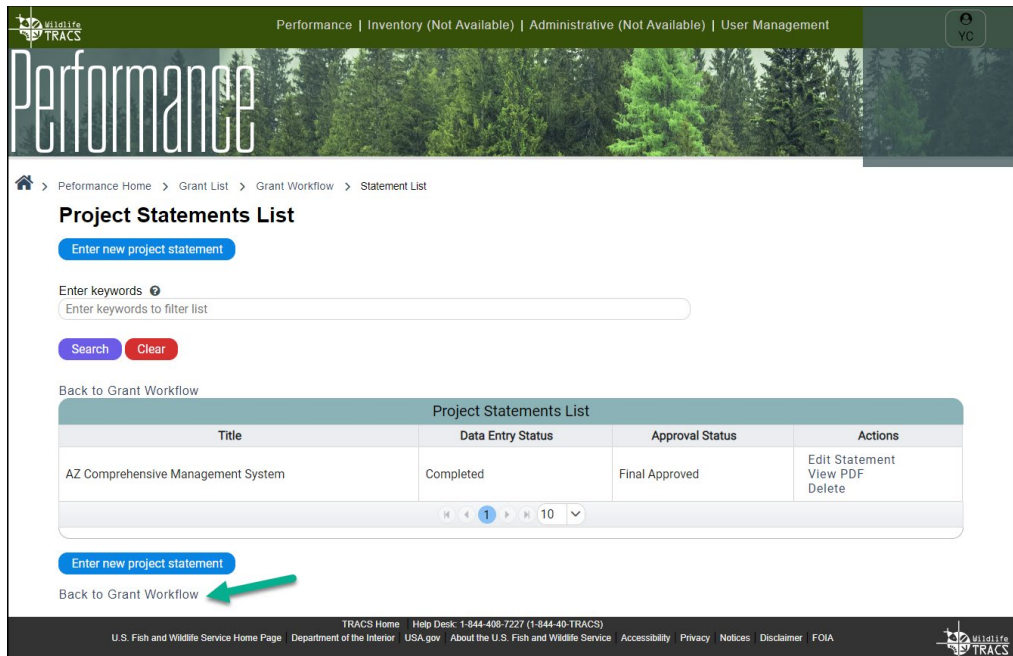 Wildlife
TRACS
Performance | Inventory (Not Available) | Administrative (Not Available) | User Management
YC
Performance
> Peformance Home > Grant List > Grant Workflow > Statement List
Project Statements List
Enter new project statement
Enter keywords
Enter keywords to filter list
Search Clear
Back to Grant Workflow
Project Statements List
Title Data Entry Status Approval Status Actions
AZ Comprehensive Management System Completed Final Approved Edit Statement
View PDF
Delete
1 10
Enter new project statement
Back to Grant Workflow
TRACS Home Help Desk: 1-844-408-7227 (1-844-40-TRACS)
U.S. Fish and Wildlife Service Home Page Department of the Interior USA.gov About the U.S. Fish and Wildlife Service Accessibility Privacy Notices Disclaimer FOIA
Wildlife
TRACS